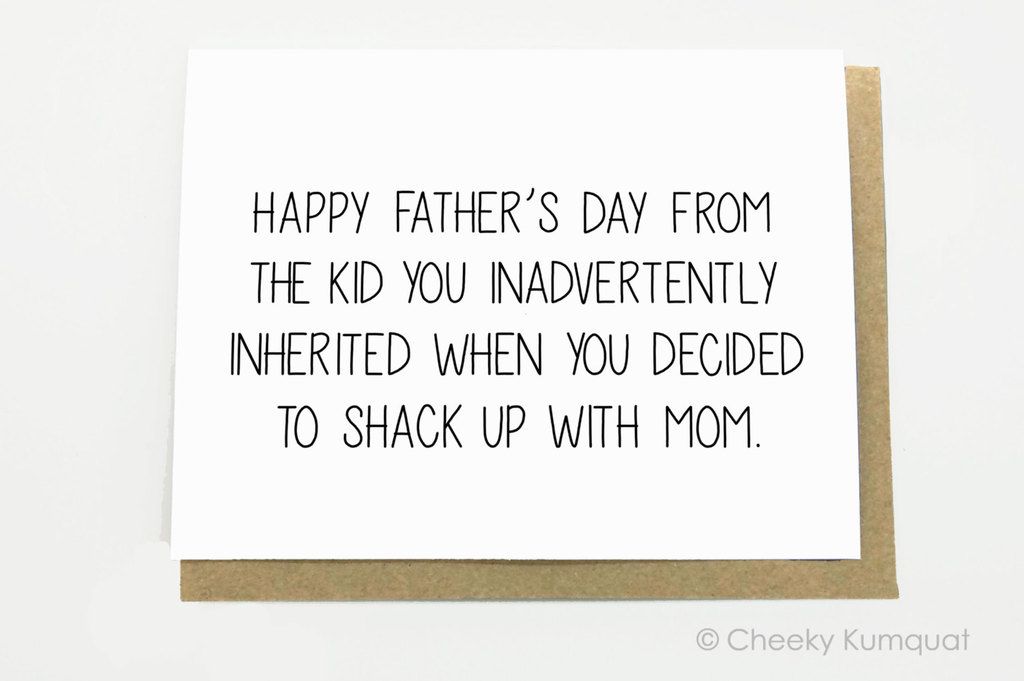 HAPPY FATHER'S DAY FROM
THE KID YOU INADVERTENTLY
INHERITED WHEN YOU DECIDED
TO SHACK UP WITH MOM.
© Cheeky Kumquat